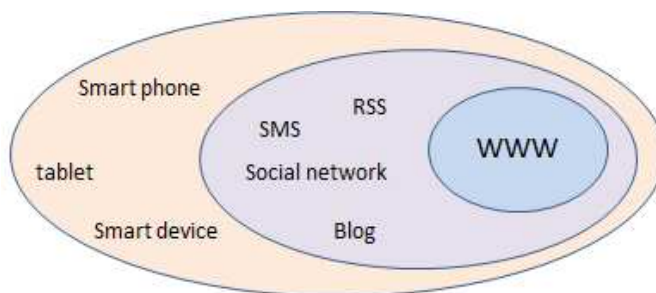 Smart phone
RSS
SMS
WWW
tablet
Social network
Smart device
Blog